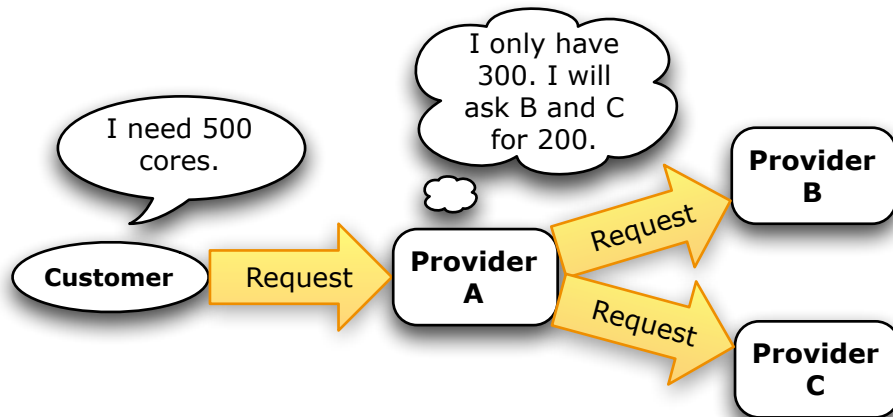 I need 500
cores.
I only have
300. I will
ask B and C
for 200.
Customer
Request
Provider
A
Request
Request
Provider
B
Provider
C